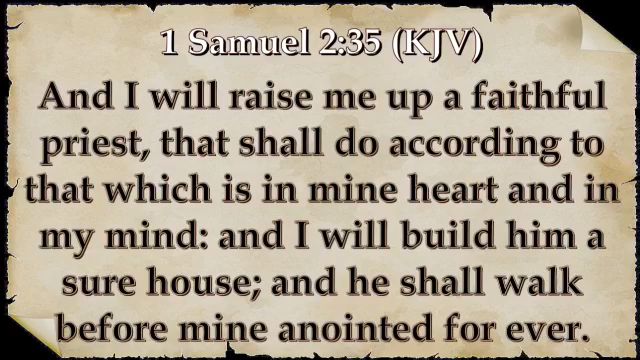 1 Samuel 2:35 (KJV)
And I will raise me up a faithful
priest, that shall do according to
that which is in mine heart and in
my mind: and I will build him a
sure house; and he shall walk
before mine anointed for ever.